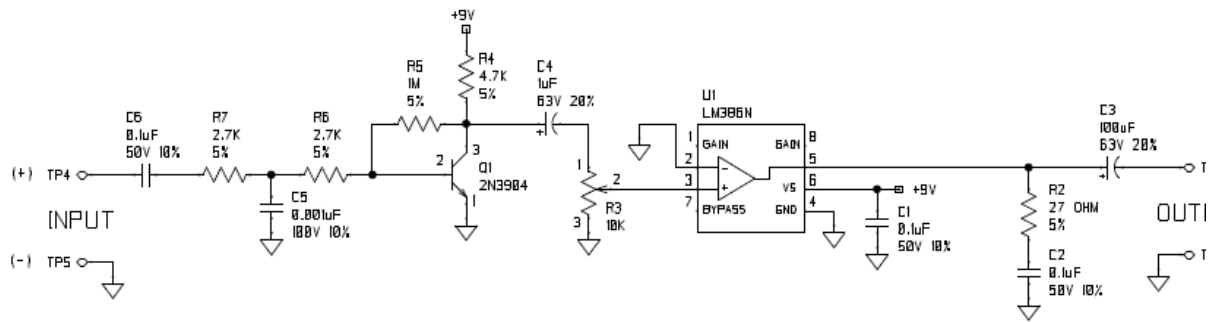 +9V
R4
4.7K
5%
R5
1M
5%
C4
1uF
63V 20%
U1
LM386N
C3
100uF
63V 20%
C6
0.1uF
50V 10%
R7
2.7K
5%
R6
2.7K
5%
1
GAIN
GAIN
8
2
5
3
VS
6
+9V
7
BYPASS
GND
4
3
2
Q1
2N3904
1
1
2
R3
10K
3
(+) TP4
C5
0.001uF
100V 10%
INPUT
(-) TP5
C1
0.1uF
50V 10%
R2
27 OHM
5%
C2
0.1uF
50V 10%
T
OUT
T